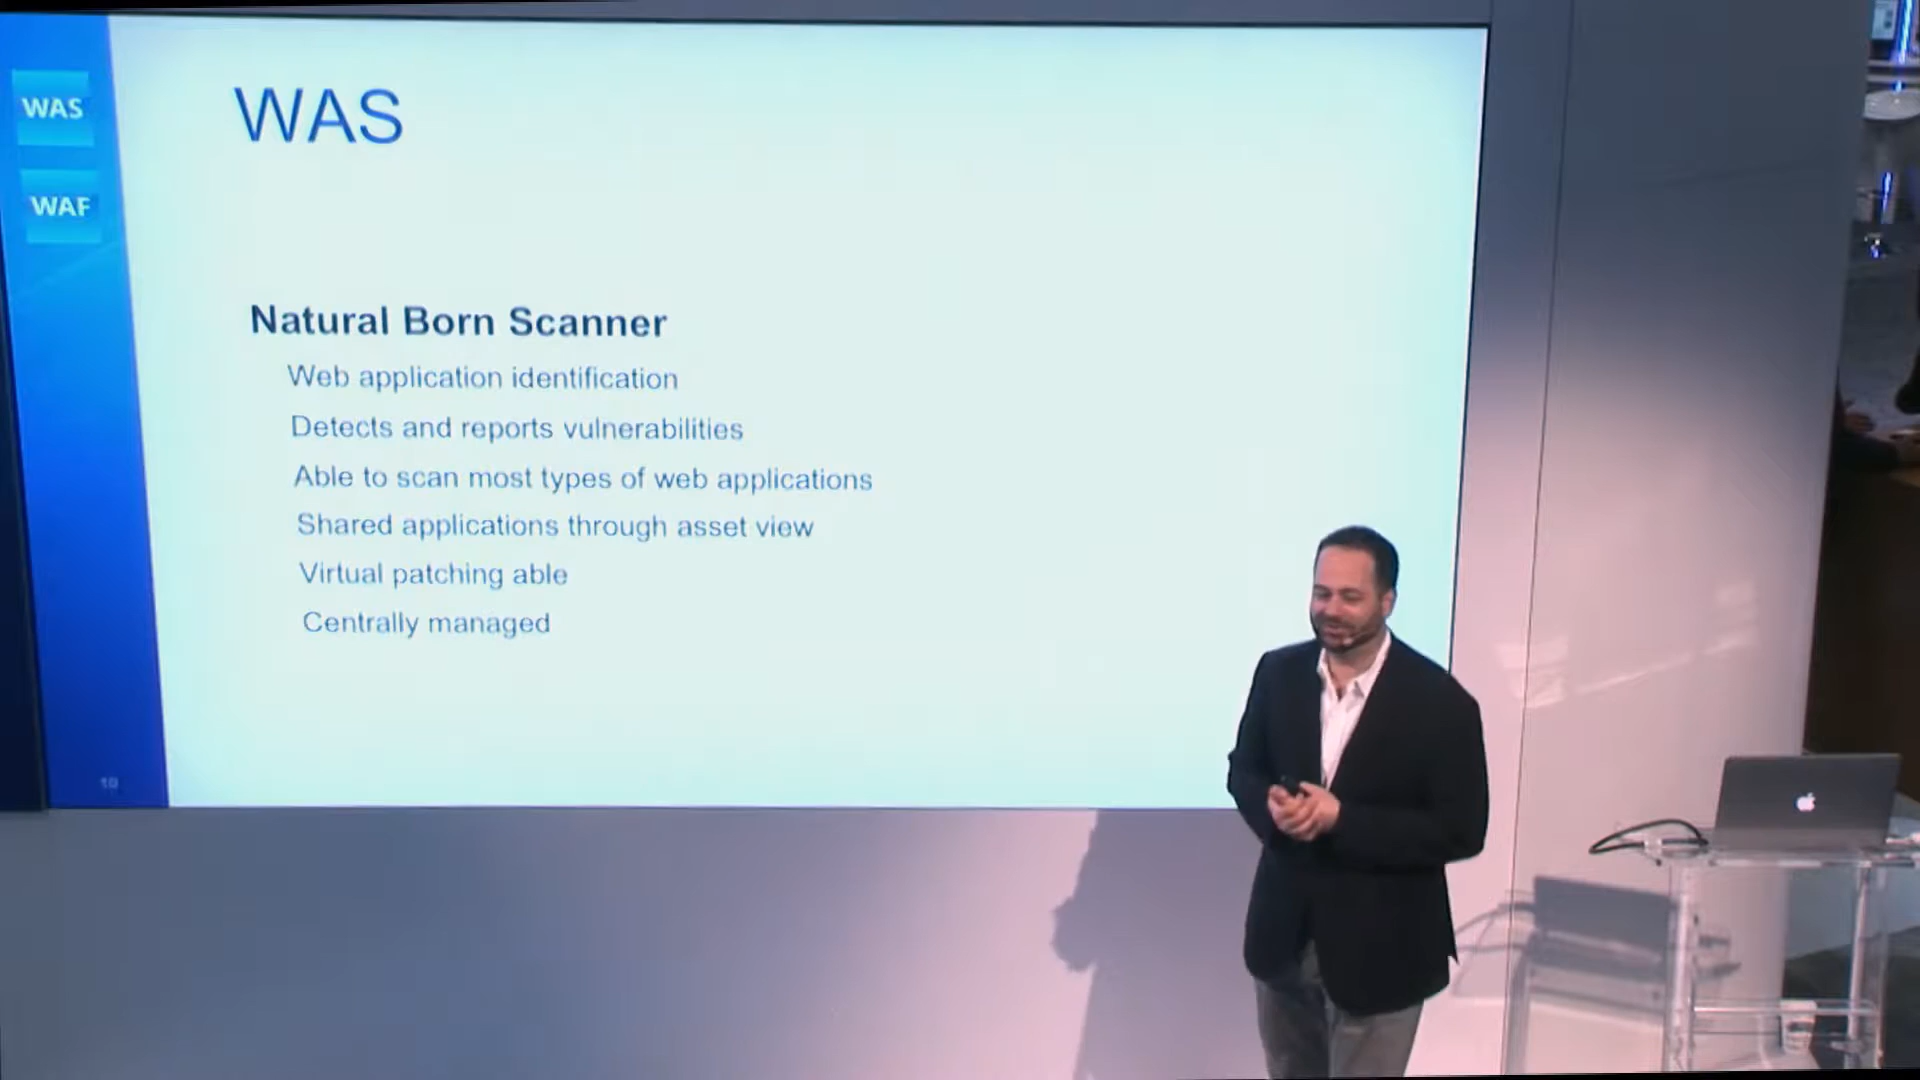 WAS
WAF
WAS
Natural Born Scanner
Web application identification
Detects and reports vulnerabilities
Able to scan most types of web applications
Shared applications through asset view
Virtual patching able
Centrally managed
10